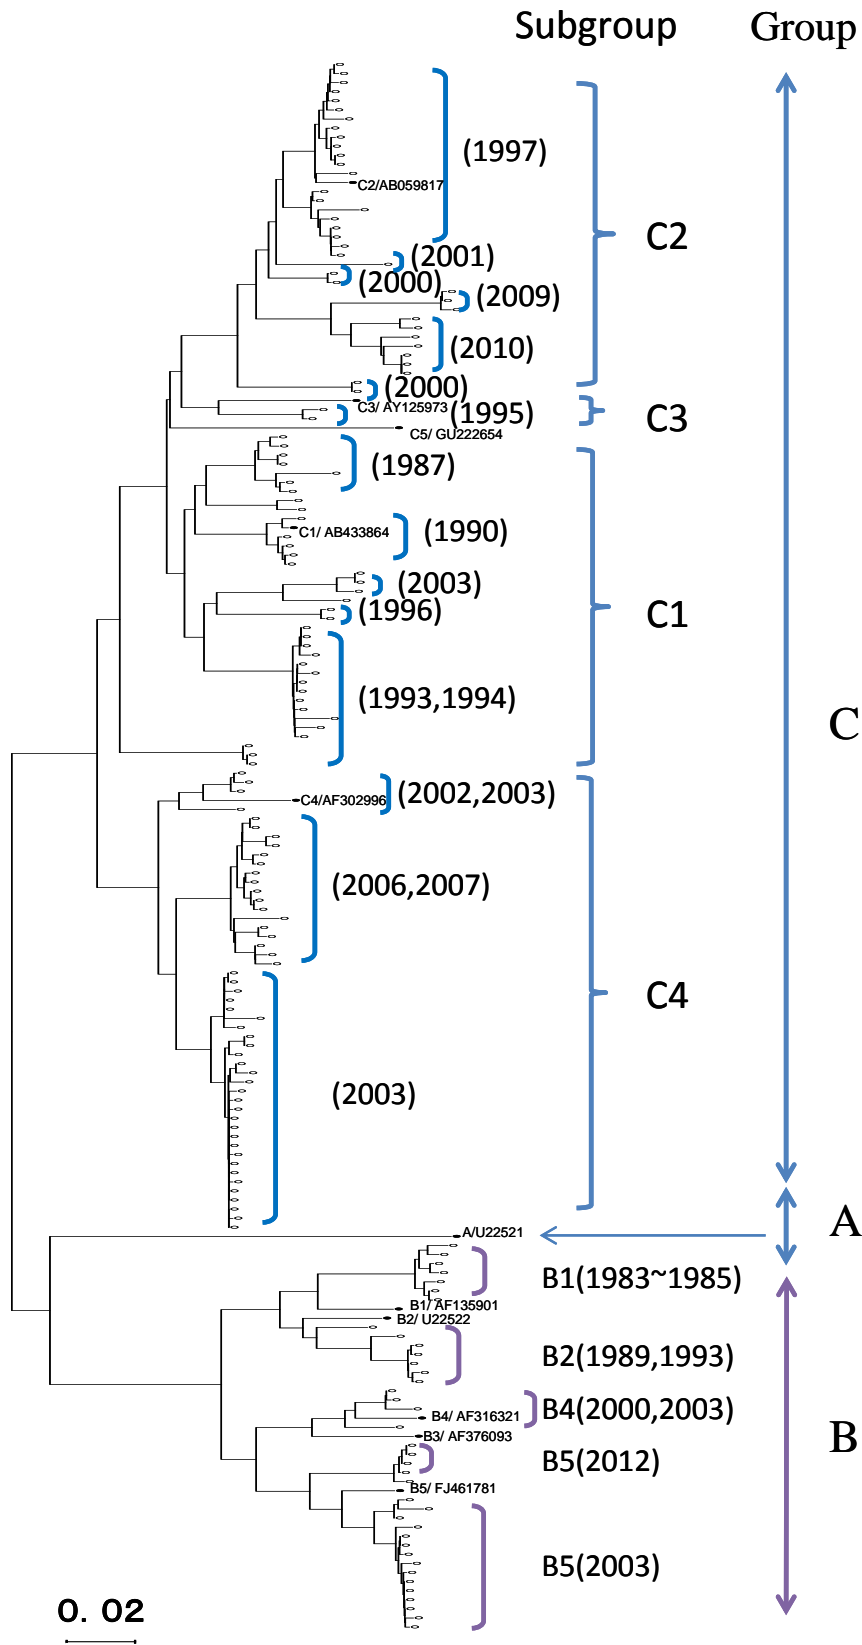 Subgroup Group
(1997)
C2/AB059817
C2
(2001)
(2000)
(2009)
(2010)
(2000)
C3/ AY125973
(1995)
C3
C5/ GU222654
(1987)
C1/ AB433864
(1990)
(2003)
(1996)
C1
(1993,1994)
C
C4/AF302996
(2002,2003)
(2006,2007)
C4
(2003)
A
A/U22521
B1(1983~1985)
B1/ AF135901
B2/ U22522
B2(1989,1993)
B4(2000,2003)
B4/ AF316321
B3/ AF376093
B
B5(2012)
B5/ FJ461781
B5(2003)
0. 02